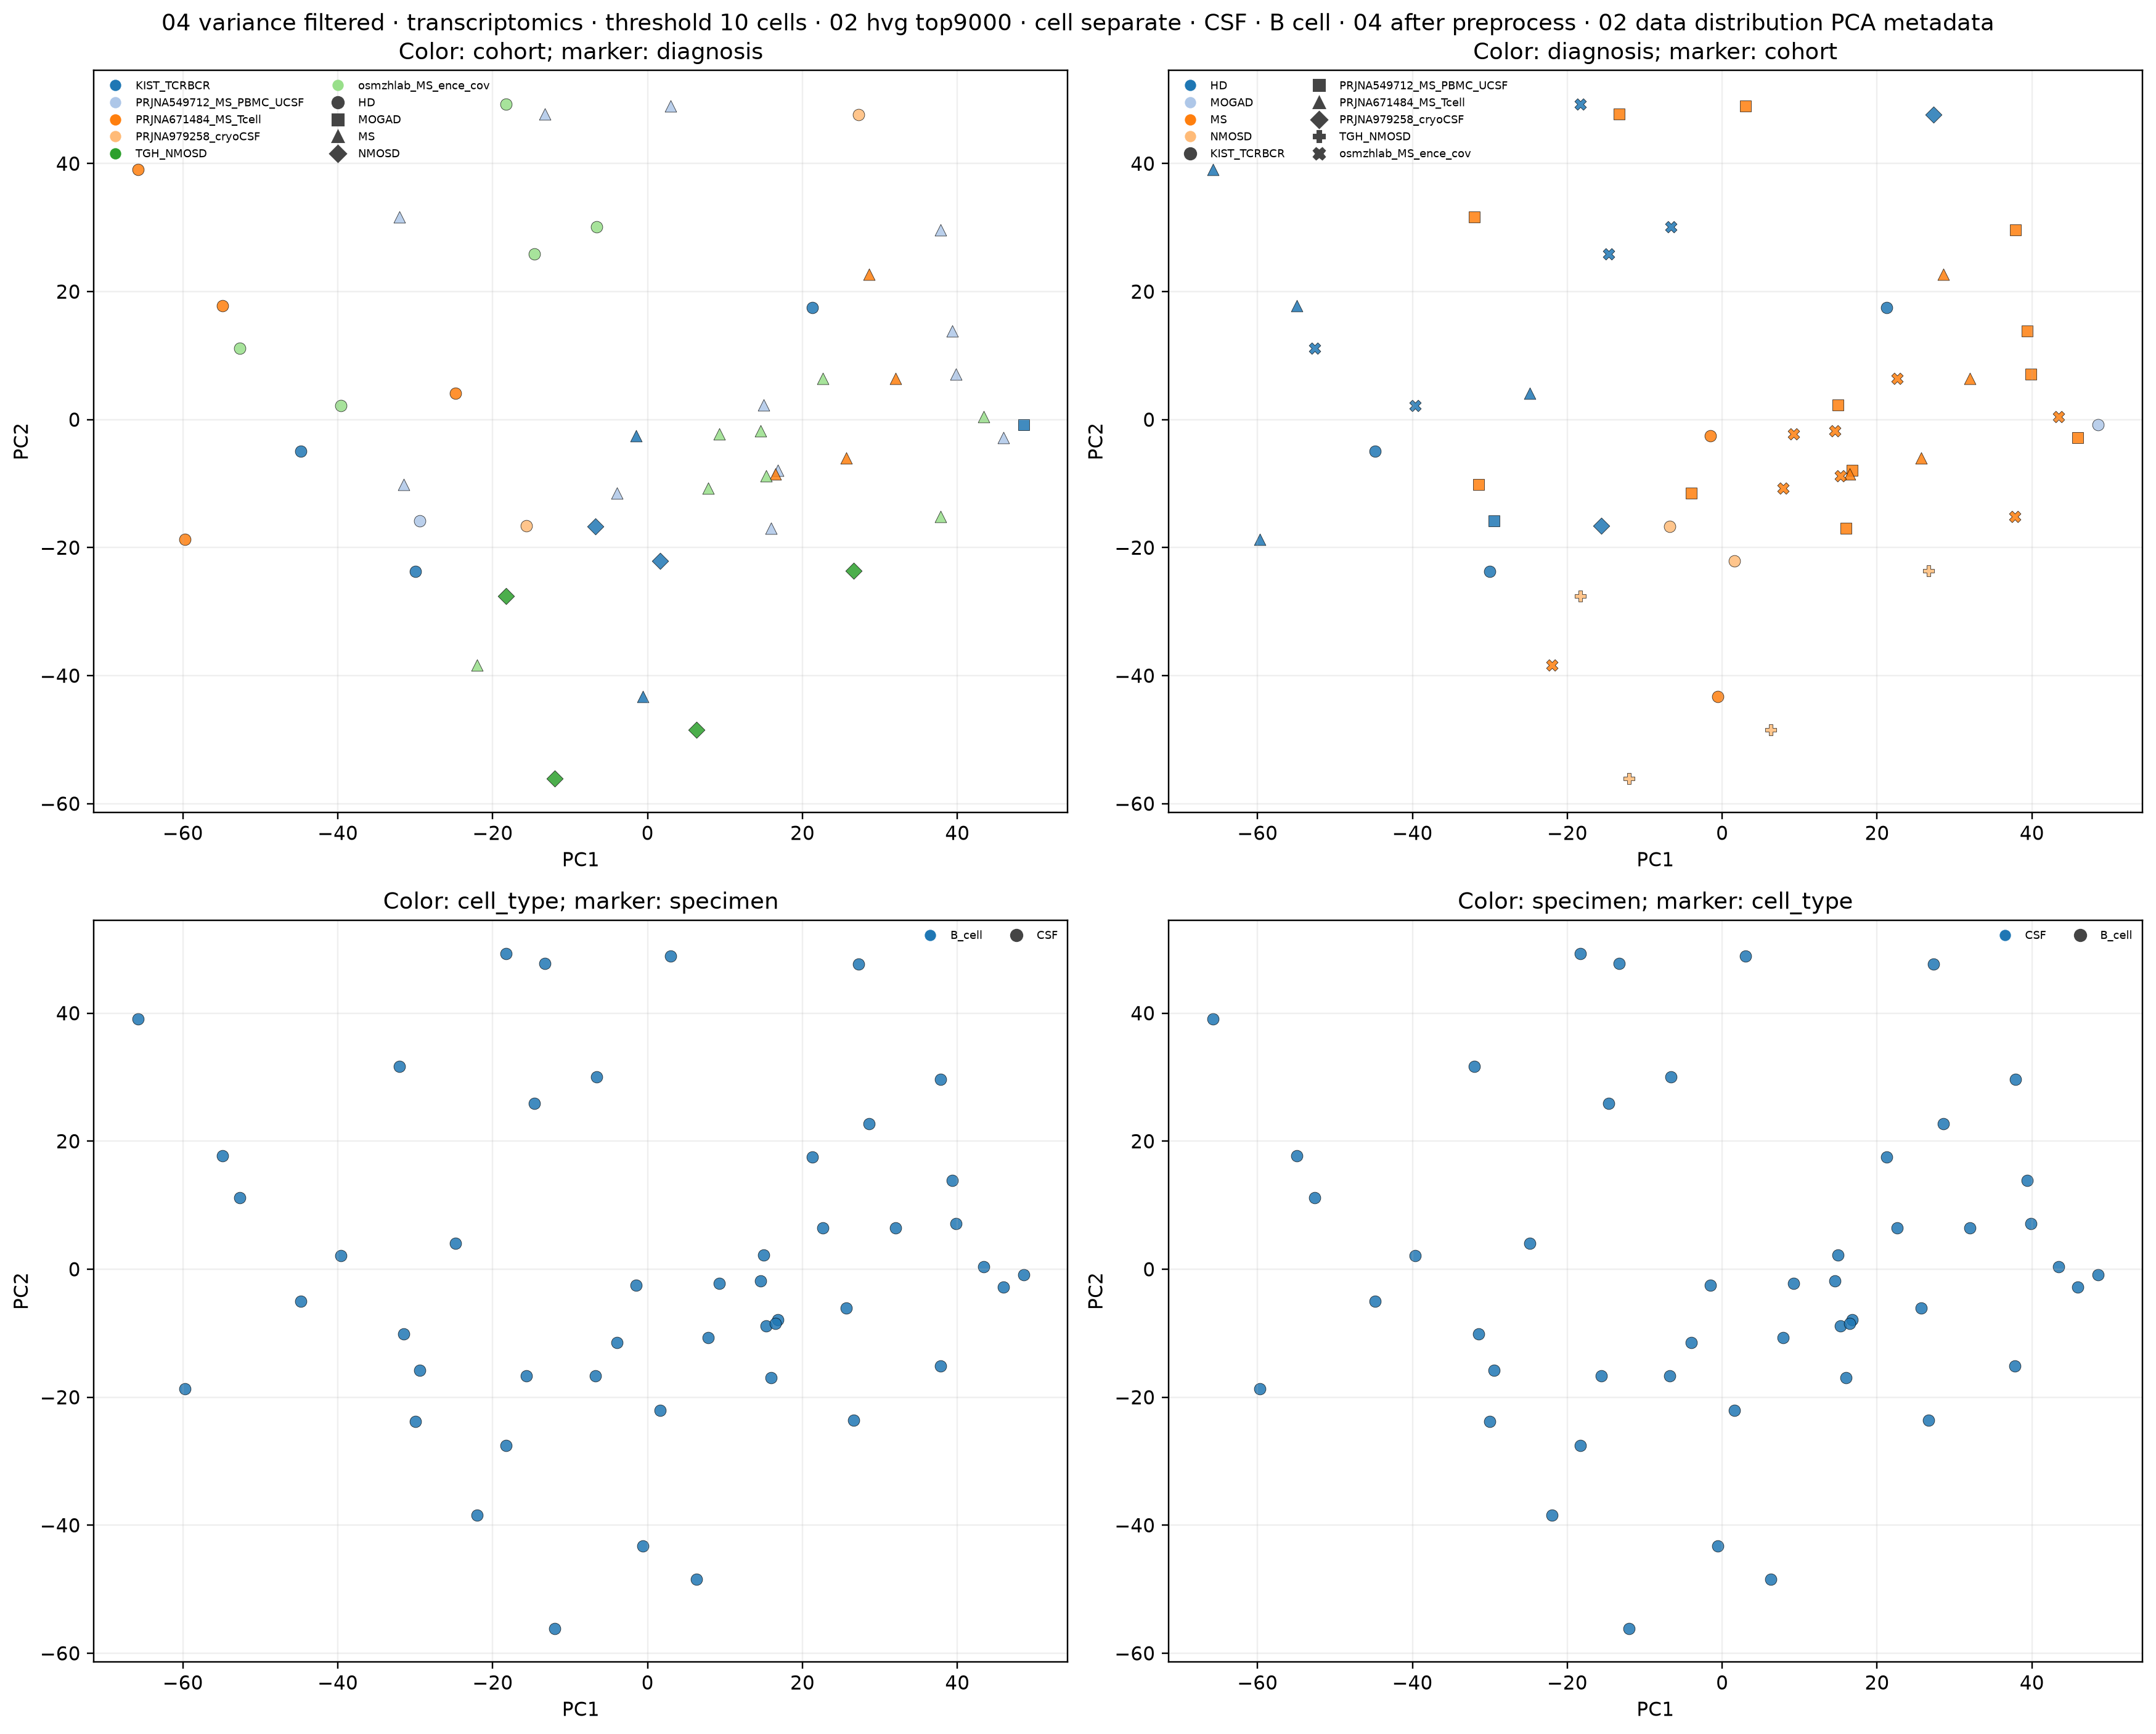 04 variance filtered · transcriptomics · threshold 10 cells · 02 hvg top9000 · cell separate · CSF · B cell · 04 after preprocess · 02 data distribution PCA metadata
Color: cohort; marker: diagnosis
KIST_TCRBCR
PRJNA549712_MS_PBMC_UCSF
PRJNA671484_MS_Tcell
PRJNA979258_cryoCSF
TGH_NMOSD
osmzhlab_MS_ence_cov
HD
MOGAD
MS
NMOSD
40
20
0
−20
−40
−60
PC2
−60 −40 −20 0 20 40
PC1
Color: diagnosis; marker: cohort
HD
MOGAD
MS
NMOSD
KIST_TCRBCR
PRJNA549712_MS_PBMC_UCSF
PRJNA671484_MS_Tcell
PRJNA979258_cryoCSF
TGH_NMOSD
osmzhlab_MS_ence_cov
40
20
0
−20
−40
−60
PC2
−60 −40 −20 0 20 40
PC1
Color: cell_type; marker: specimen
B_cell
CSF
40
20
0
−20
−40
−60
PC2
−60 −40 −20 0 20 40
PC1
Color: specimen; marker: cell_type
CSF
B_cell
40
20
0
−20
−40
−60
PC2
−60 −40 −20 0 20 40
PC1